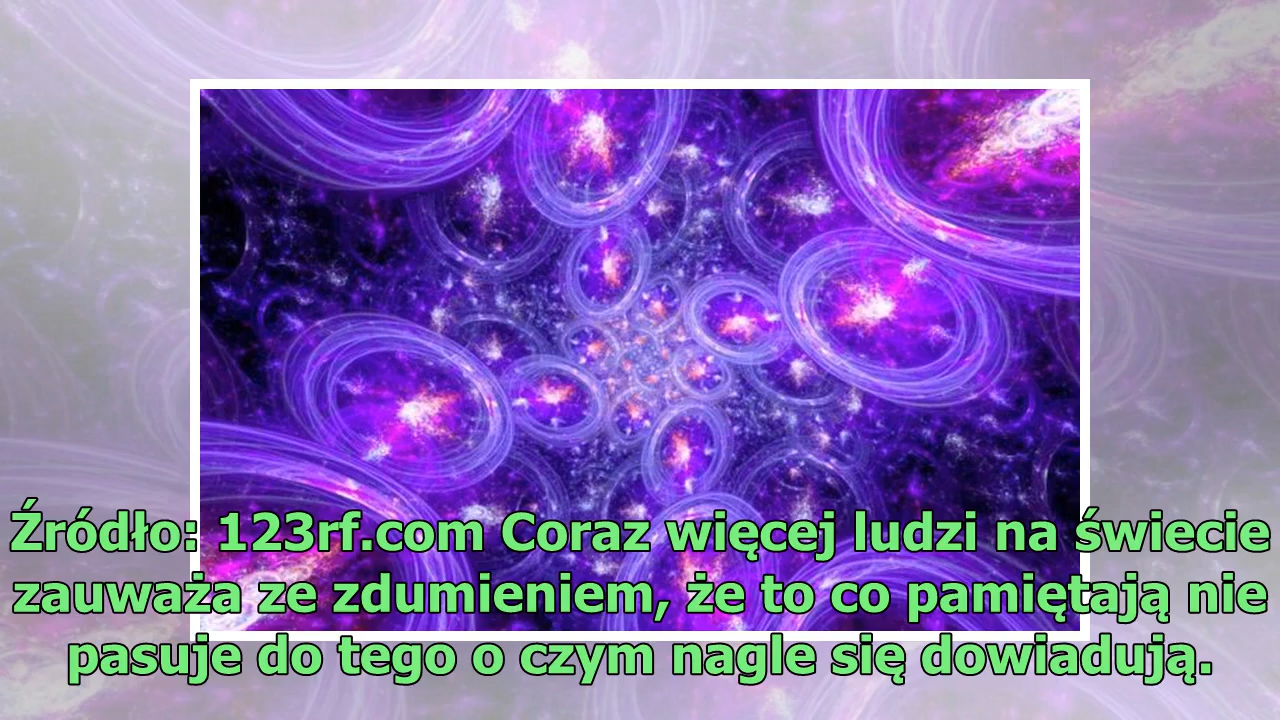 Źródło: 123rf.com Coraz więcej ludzi na świecie
zauważa ze zdumieniem, że to co pamiętają nie
pasuje do tego o czym nagle się dowiadują.